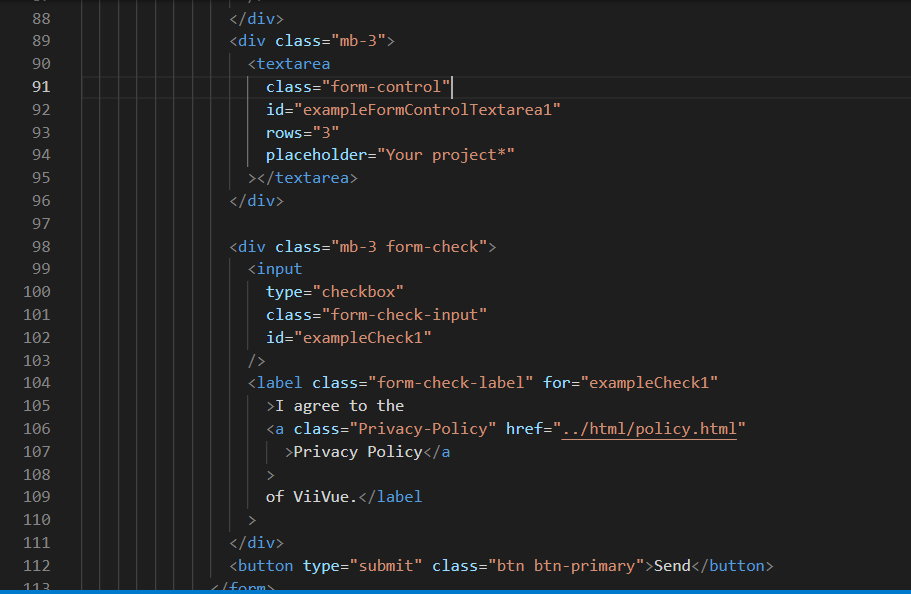 88 </div>
89 <div class="mb-3">
90 <textarea
91 class="form-control"
92 id="exampleFormControlTextarea1"
93 rows="3"
94 placeholder="Your project*"
95 ></textarea>
96 </div>
97
98 <div class="mb-3 form-check">
99 <input
100 type="checkbox"
101 class="form-check-input"
102 id="exampleCheck1"
103 />
104 <label class="form-check-label" for="exampleCheck1"
105 >I agree to the
106 <a class="Privacy-Policy" href="../html/policy.html"
107 >Privacy Policy</a
108 >
109 of ViiVue.</label
110 >
111 </div>
112 <button type="submit" class="btn btn-primary">Send</button>
113 </form>